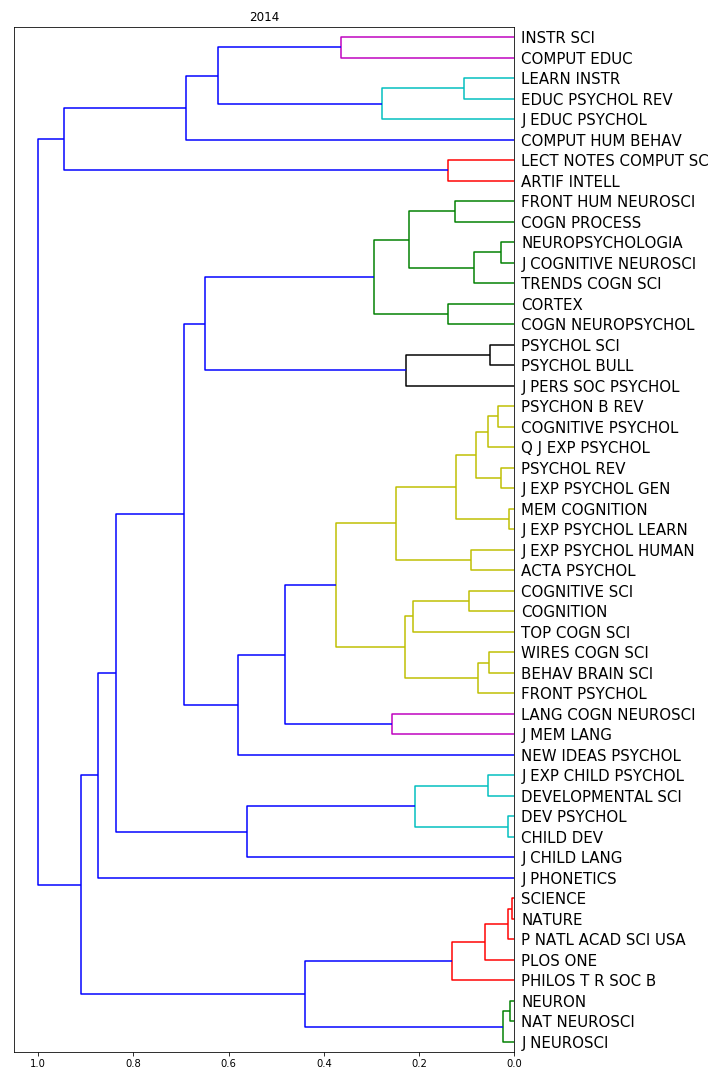 2014
INSTR SCI
COMPUT EDUC
LEARN INSTR
EDUC PSYCHOL REV
J EDUC PSYCHOL
COMPUT HUM BEHAV
LECT NOTES COMPUT SC
ARTIF INTELL
FRONT HUM NEUROSCI
COGN PROCESS
NEUROPSYCHOLOGIA
J COGNITIVE NEUROSCI
TRENDS COGN SCI
CORTEX
COGN NEUROPSYCHOL
PSYCHOL SCI
PSYCHOL BULL
J PERS SOC PSYCHOL
PSYCHON B REV
COGNITIVE PSYCHOL
Q J EXP PSYCHOL
PSYCHOL REV
J EXP PSYCHOL GEN
MEM COGNITION
J EXP PSYCHOL LEARN
J EXP PSYCHOL HUMAN
ACTA PSYCHOL
COGNITIVE SCI
COGNITION
TOP COGN SCI
WIRES COGN SCI
BEHAV BRAIN SCI
FRONT PSYCHOL
LANG COGN NEUROSCI
J MEM LANG
NEW IDEAS PSYCHOL
J EXP CHILD PSYCHOL
DEVELOPMENTAL SCI
DEV PSYCHOL
CHILD DEV
J CHILD LANG
J PHONETICS
SCIENCE
NATURE
P NATL ACAD SCI USA
PLOS ONE
PHILOS T R SOC B
NEURON
NAT NEUROSCI
J NEUROSCI
1.0 0.8 0.6 0.4 0.2 0.0